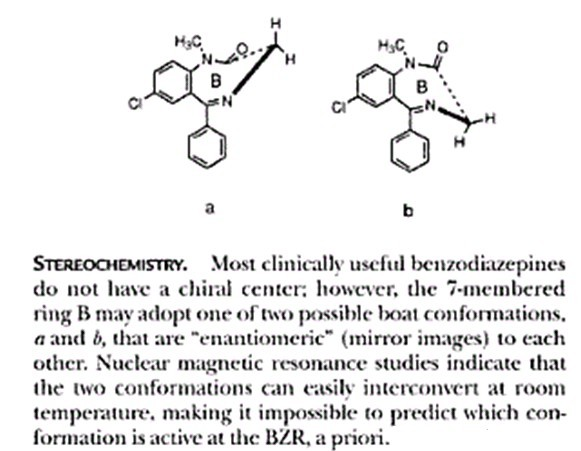 H
H₃C
O
N
H
B
Cl
N
a
H₃C
O
N
B
Cl
N
H
H
b
STEREOCHEMISTRY. Most clinically useful benzodiazepines
do not have a chiral center; however, the 7-membered
ring B may adopt one of two possible boat conformations,
a and b, that are "enantiomeric" (mirror images) to each
other. Nuclear magnetic resonance studies indicate that
the two conformations can easily interconvert at room
temperature, making it impossible to predict which con-
formation is active at the BZR, a priori.